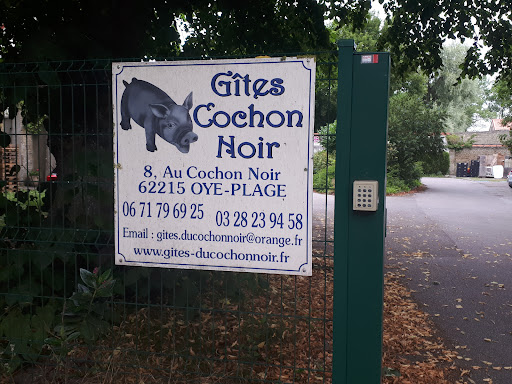 Gîtes
Cochon
Noir
8, Au Cochon Noir
62215 OYE-PLAGE
06 71 79 69 25 03 28 23 94 58
Email : gites.ducochonnoir@orange.fr
www.gites-ducochonnoir.fr